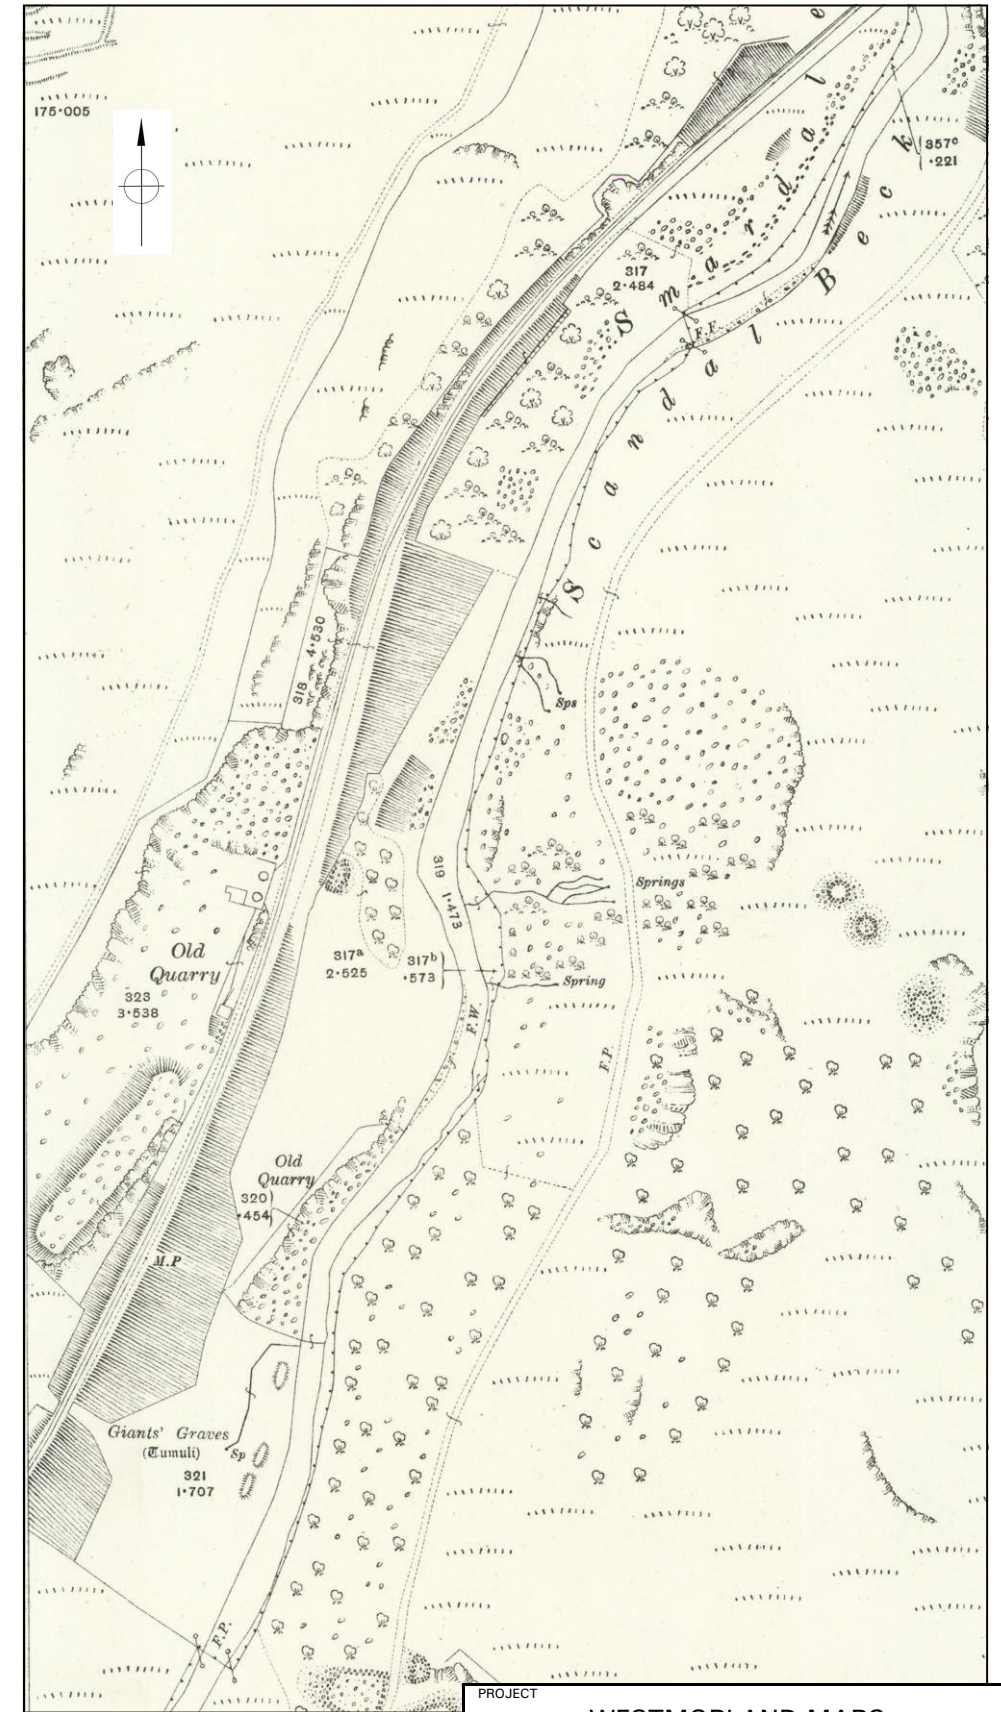 175·005
357ᶜ
·221
317
2·484
Smardale
F.F.
Scandal Beck
318 4·530
Sps
319 1·473
Springs
Old
Quarry
323
3·538
317ᵃ
2·525
317ᵇ
·573
Spring
F.W.
F.P.
Old
Quarry
320
·454
M.P.
Giants' Graves
(Tumuli)
Sp
321
1·707
F.P.
PROJECT
WESTMORLAND MAPS